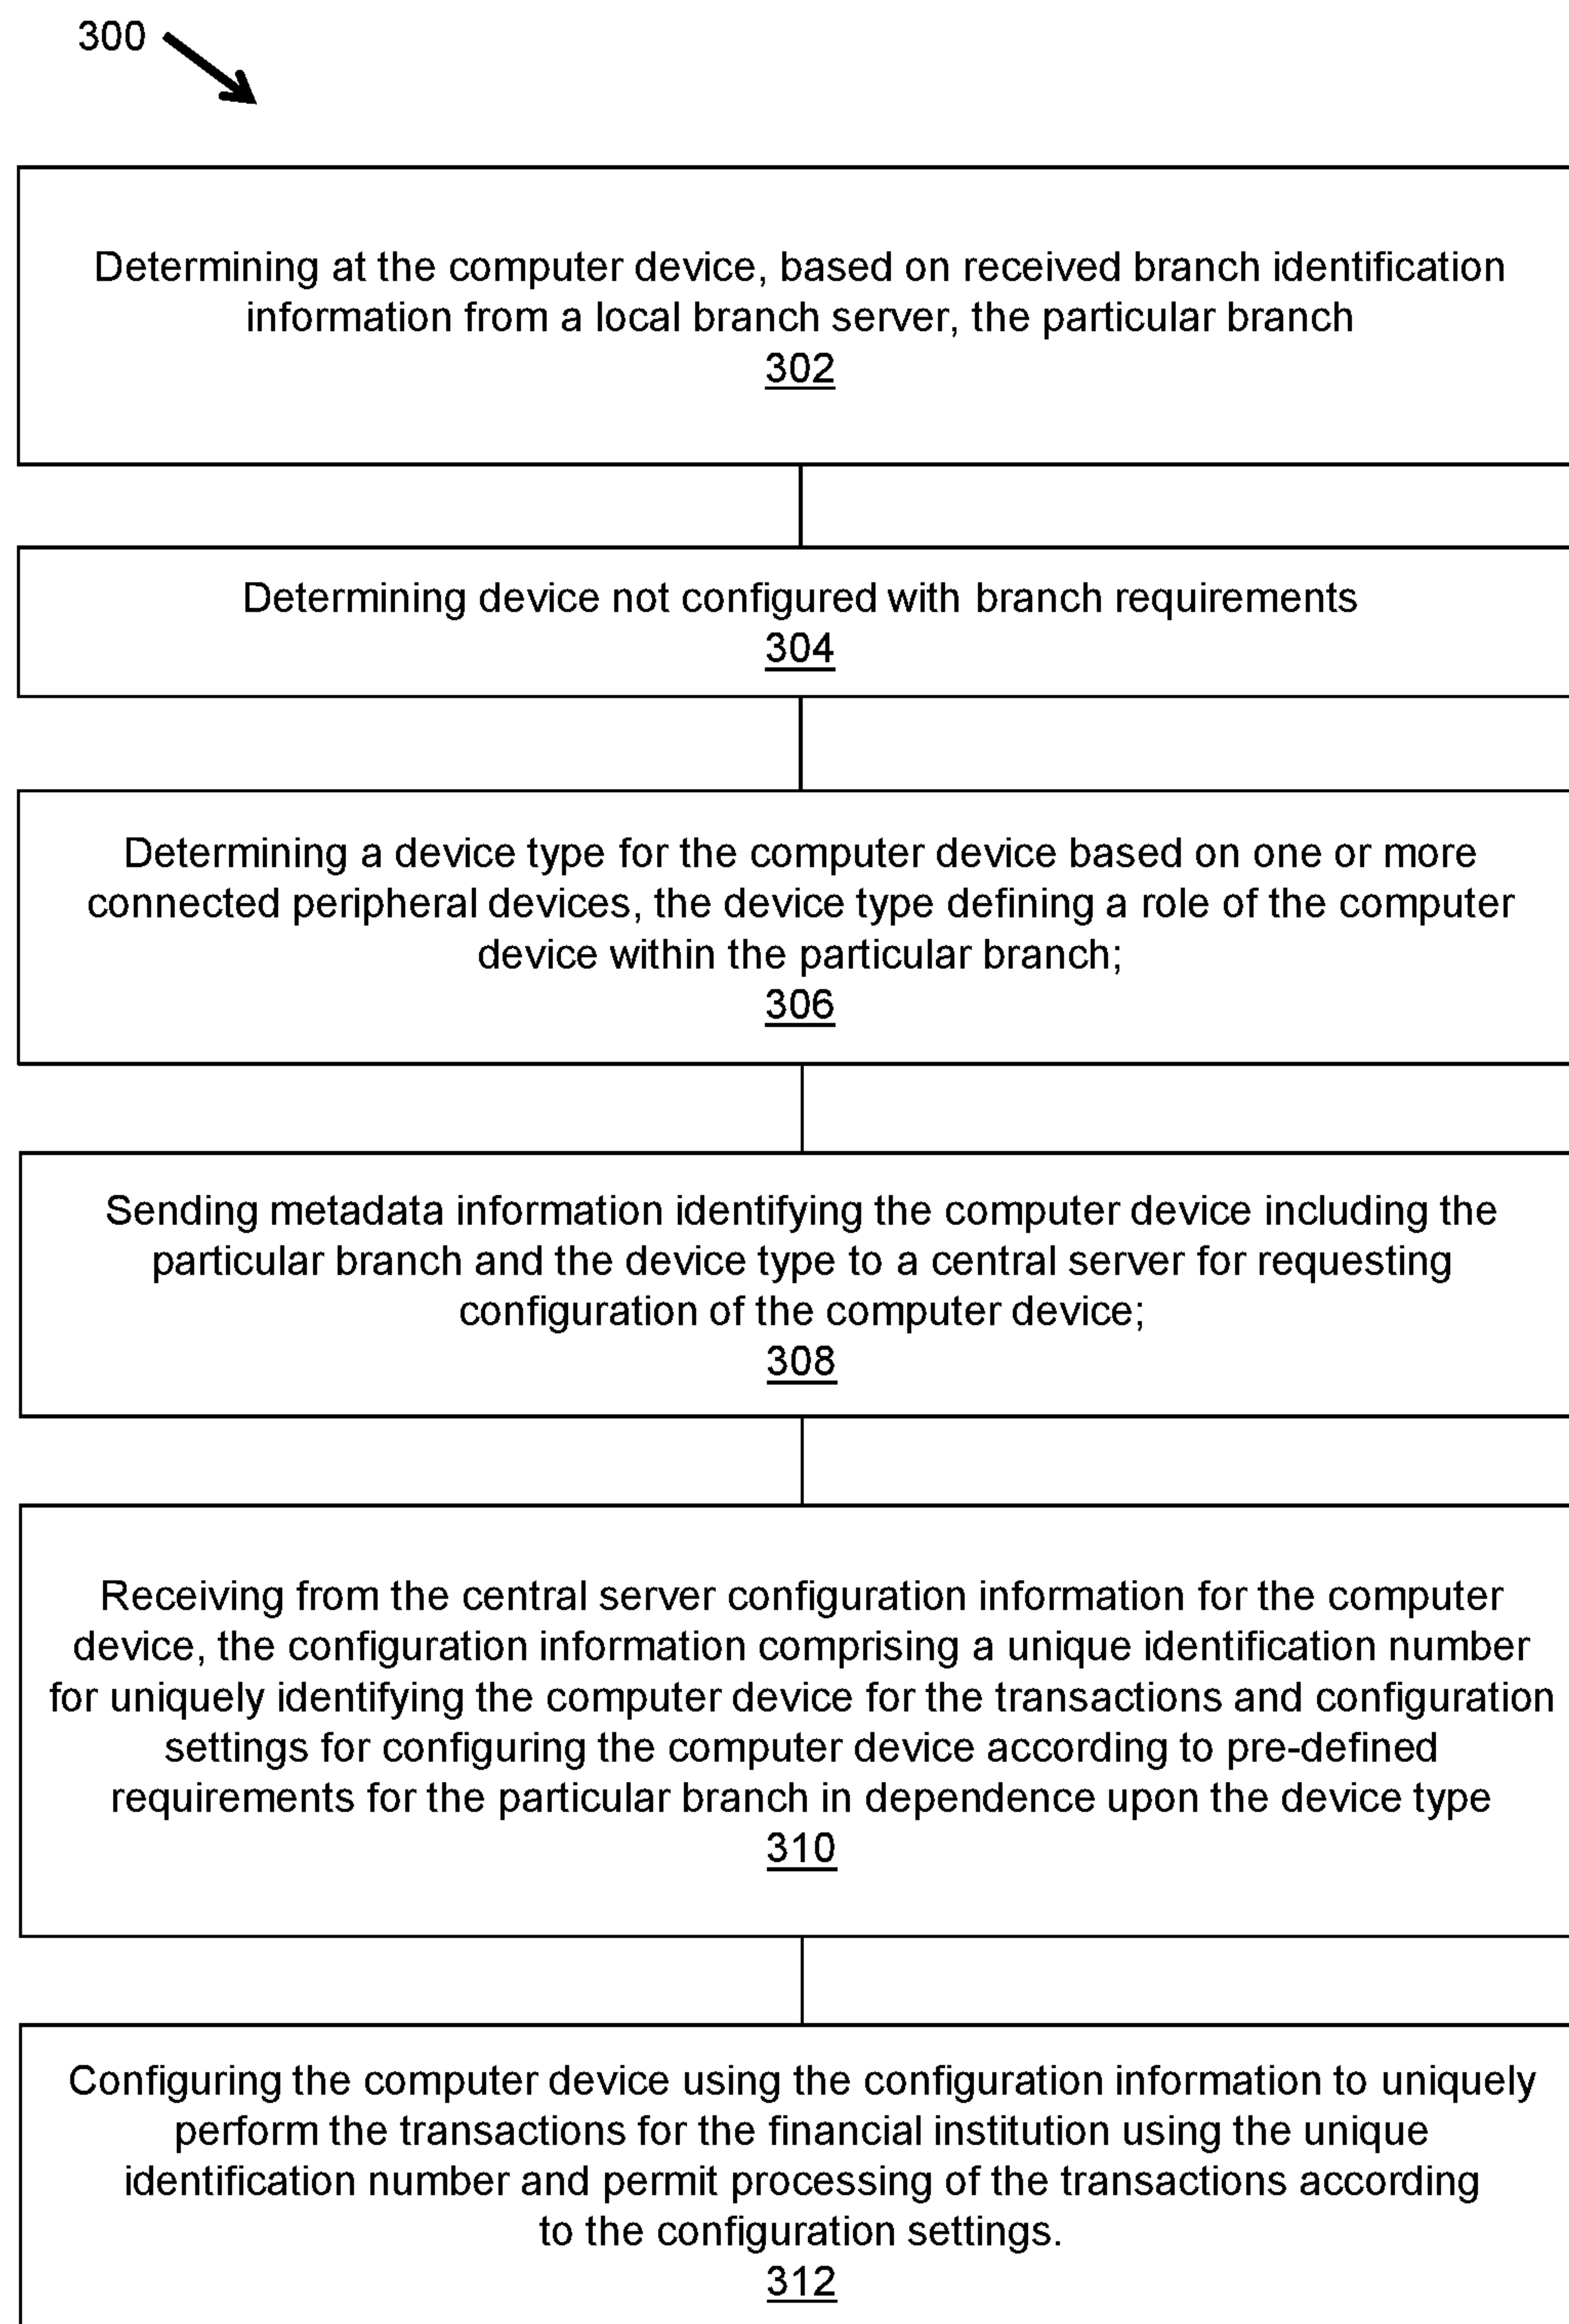 300
Determining at the computer device, based on received branch identification
information from a local branch server, the particular branch
302
Determining device not configured with branch requirements
304
Determining a device type for the computer device based on one or more
connected peripheral devices, the device type defining a role of the computer
device within the particular branch;
306
Sending metadata information identifying the computer device including the
particular branch and the device type to a central server for requesting
configuration of the computer device;
308
Receiving from the central server configuration information for the computer
device, the configuration information comprising a unique identification number
for uniquely identifying the computer device for the transactions and configuration
settings for configuring the computer device according to pre-defined
requirements for the particular branch in dependence upon the device type
310
Configuring the computer device using the configuration information to uniquely
perform the transactions for the financial institution using the unique
identification number and permit processing of the transactions according
to the configuration settings.
312